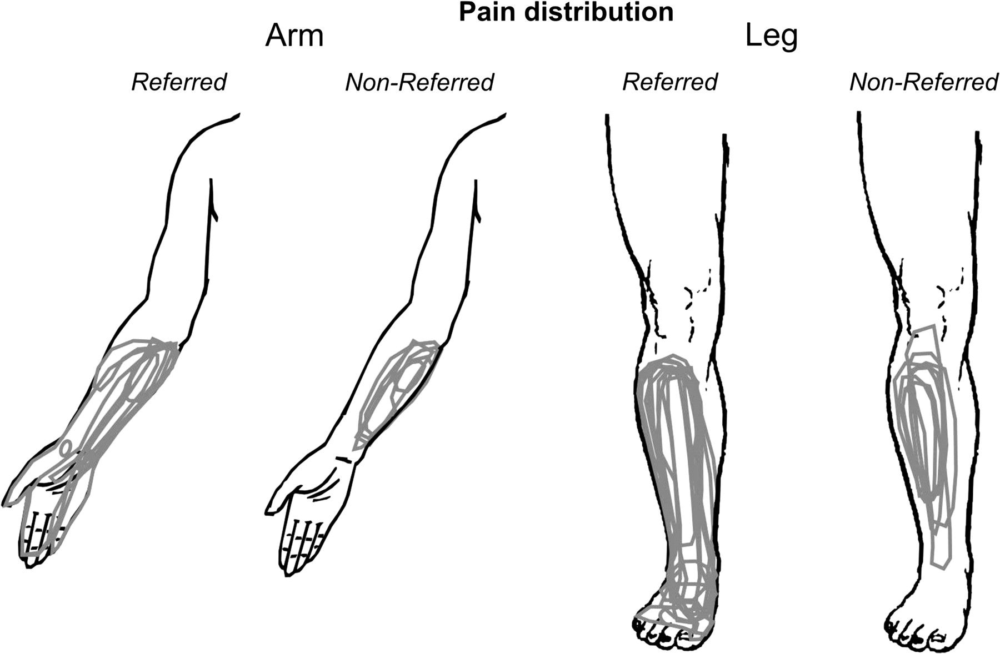 Pain distribution
Arm
Leg
Referred
Non-Referred
Referred
Non-Referred